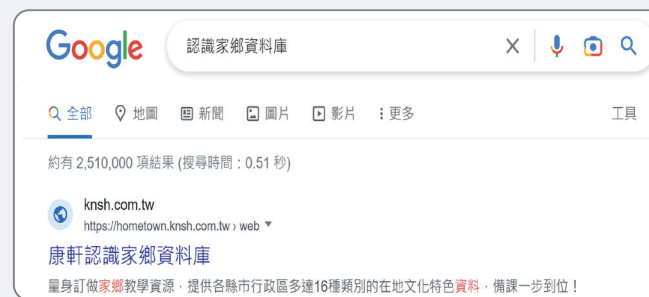 Google 認識家鄉資料庫
全部 地圖 新聞 圖片 影片 更多 工具
約有 2,510,000 項結果 (搜尋時間：0.51 秒)
knsh.com.tw
https://hometown.knsh.com.tw › web
康軒認識家鄉資料庫
量身訂做家鄉教學資源．提供各縣市行政區多達16種類別的在地文化特色資料．備課一步到位！